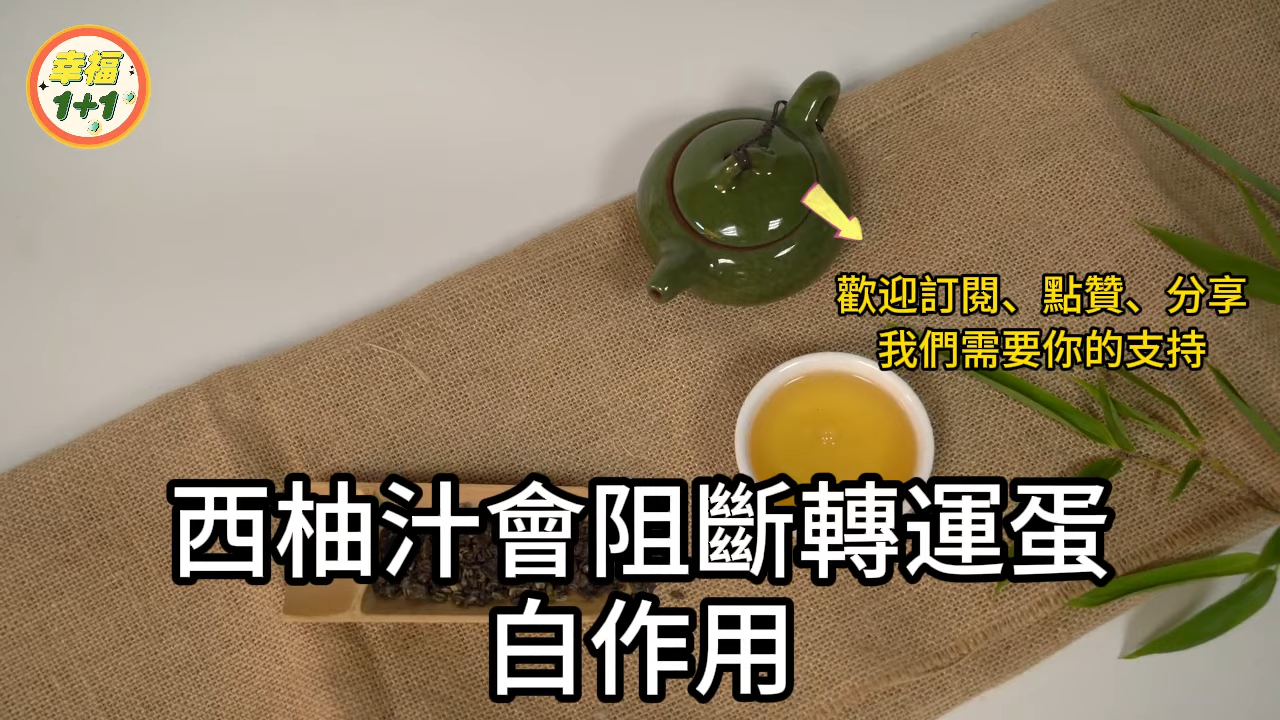 幸福
1+1
歡迎訂閱、點贊、分享
我們需要你的支持
西柚汁會阻斷轉運蛋
白作用